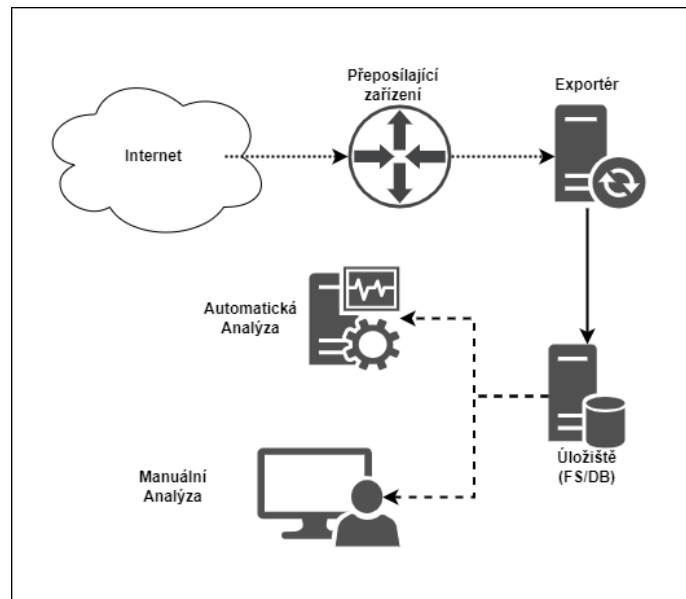 Přeposílající
zařízení
Exportér
Internet
Automatická
Analýza
Úložiště
(FS/DB)
Manuální
Analýza